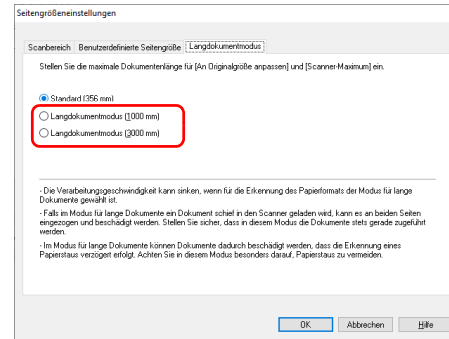 Seitengrößeneinstellungen
Scanbereich Benutzerdefinierte Seitengröße Langdokumentmodus
Stellen Sie die maximale Dokumentenlänge für [An Originalgröße anpassen] und [Scanner-Maximum] ein.
Standard (356 mm)
Langdokumentmodus (1000 mm)
Langdokumentmodus (3000 mm)
- Die Verarbeitungsgeschwindigkeit kann sinken, wenn für die Erkennung des Papierformats der Modus für lange
Dokumente gewählt ist.
- Falls im Modus für lange Dokumente ein Dokument schief in den Scanner geladen wird, kann es an beiden Seiten
eingezogen und beschädigt werden. Stellen Sie sicher, dass in diesem Modus die Dokumente stets gerade zugeführt
werden.
- Im Modus für lange Dokumente können Dokumente dadurch beschädigt werden, dass die Erkennung eines
Papierstaus verzögert erfolgt. Achten Sie in diesem Modus besonders darauf, Papierstaus zu vermeiden.
OK Abbrechen Hilfe